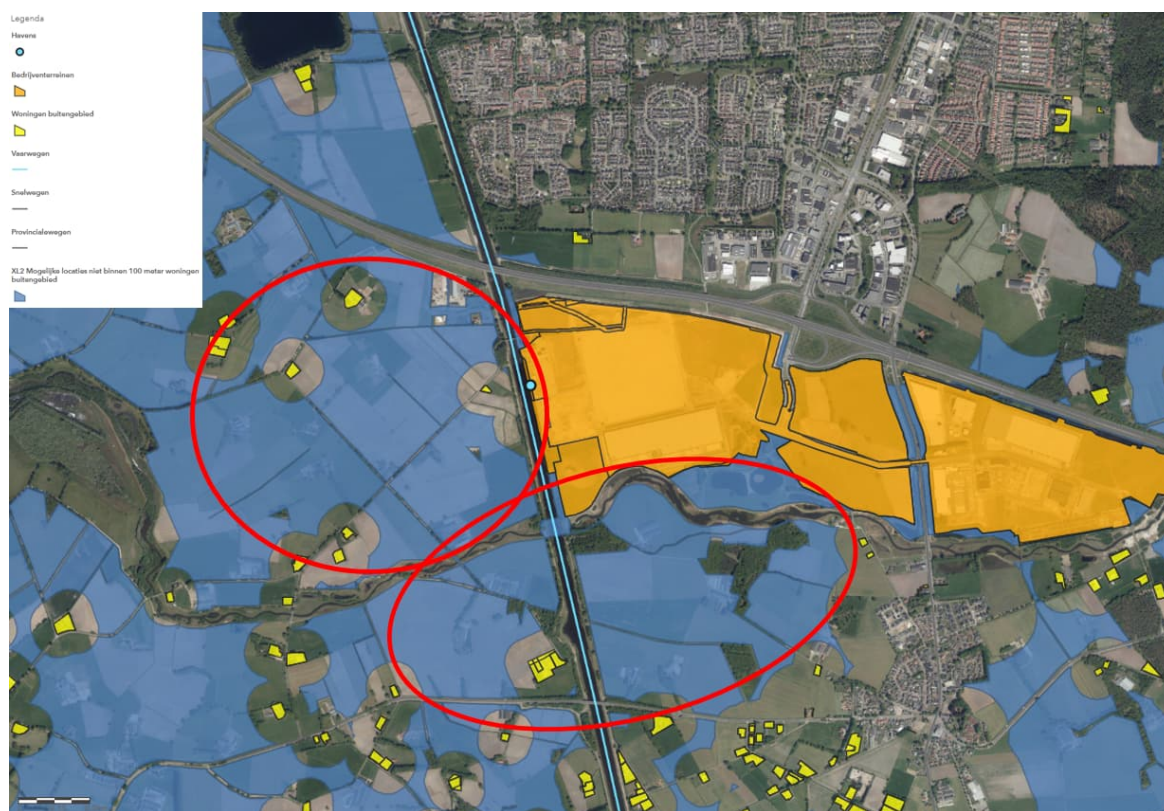 Legenda
Havens
Bedrijventerreinen
Woningen buitengebied
Vaarwegen
Snelwegen
Provincialewegen
XL2 Mogelijke locaties niet binnen 100 meter woningen
buitengebied